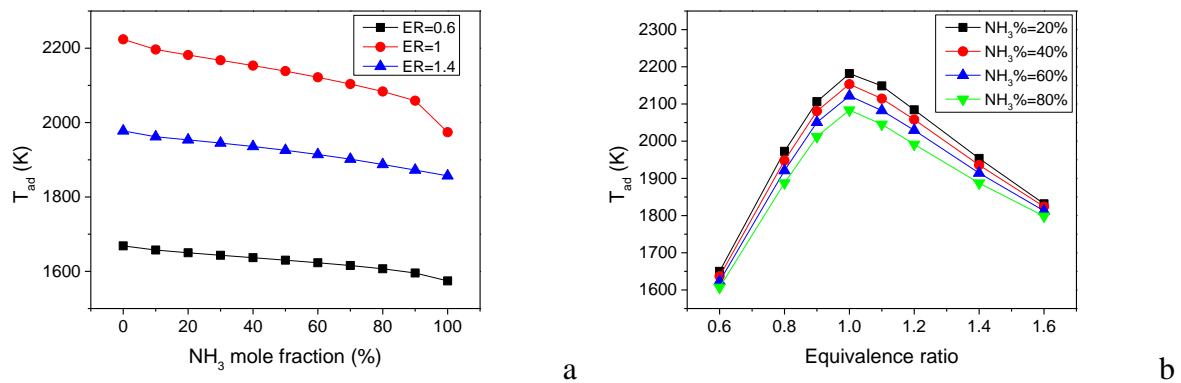 ER=0.6
ER=1
ER=1.4
2200
2000
1800
1600
T_ad (K)
0 20 40 60 80 100
NH₃ mole fraction (%)
a
NH₃%=20%
NH₃%=40%
NH₃%=60%
NH₃%=80%
2300
2200
2100
2000
1900
1800
1700
1600
T_ad (K)
0.6 0.8 1.0 1.2 1.4 1.6
Equivalence ratio
b